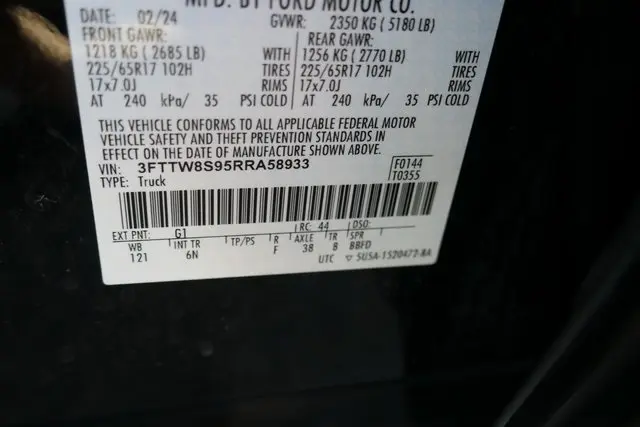 MFD. BY FORD MOTOR CO.
DATE: 02/24 GVWR: 2350 KG ( 5180 LB)
FRONT GAWR: REAR GAWR:
1218 KG ( 2685 LB) WITH 1256 KG ( 2770 LB) WITH
225/65R17 102H TIRES 225/65R17 102H TIRES
17x7.0J RIMS 17x7.0J RIMS
AT 240 kPa/ 35 PSI COLD AT 240 kPa/ 35 PSI COLD
THIS VEHICLE CONFORMS TO ALL APPLICABLE FEDERAL MOTOR
VEHICLE SAFETY AND THEFT PREVENTION STANDARDS IN
EFFECT ON THE DATE OF MANUFACTURE SHOWN ABOVE.
VIN: 3FTTW8S95RRA58933 F0144
TYPE: Truck T0355
EXT PNT: G1 RC: 44 DSO:
WB INT TR TP/PS R AXLE TR SPR
121 6N F 38 B BBFD
UTC ▽ 5U5A-1520472-BA